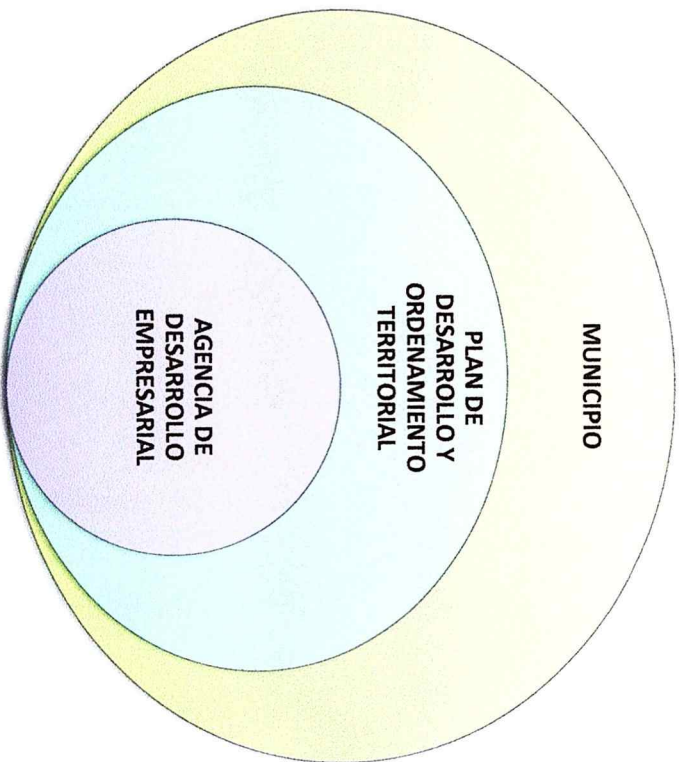 MUNICIPIO
PLAN DE
DESARROLLO Y
ORDENAMIENTO
TERRITORIAL
AGENCIA DE
DESARROLLO
EMPRESARIAL